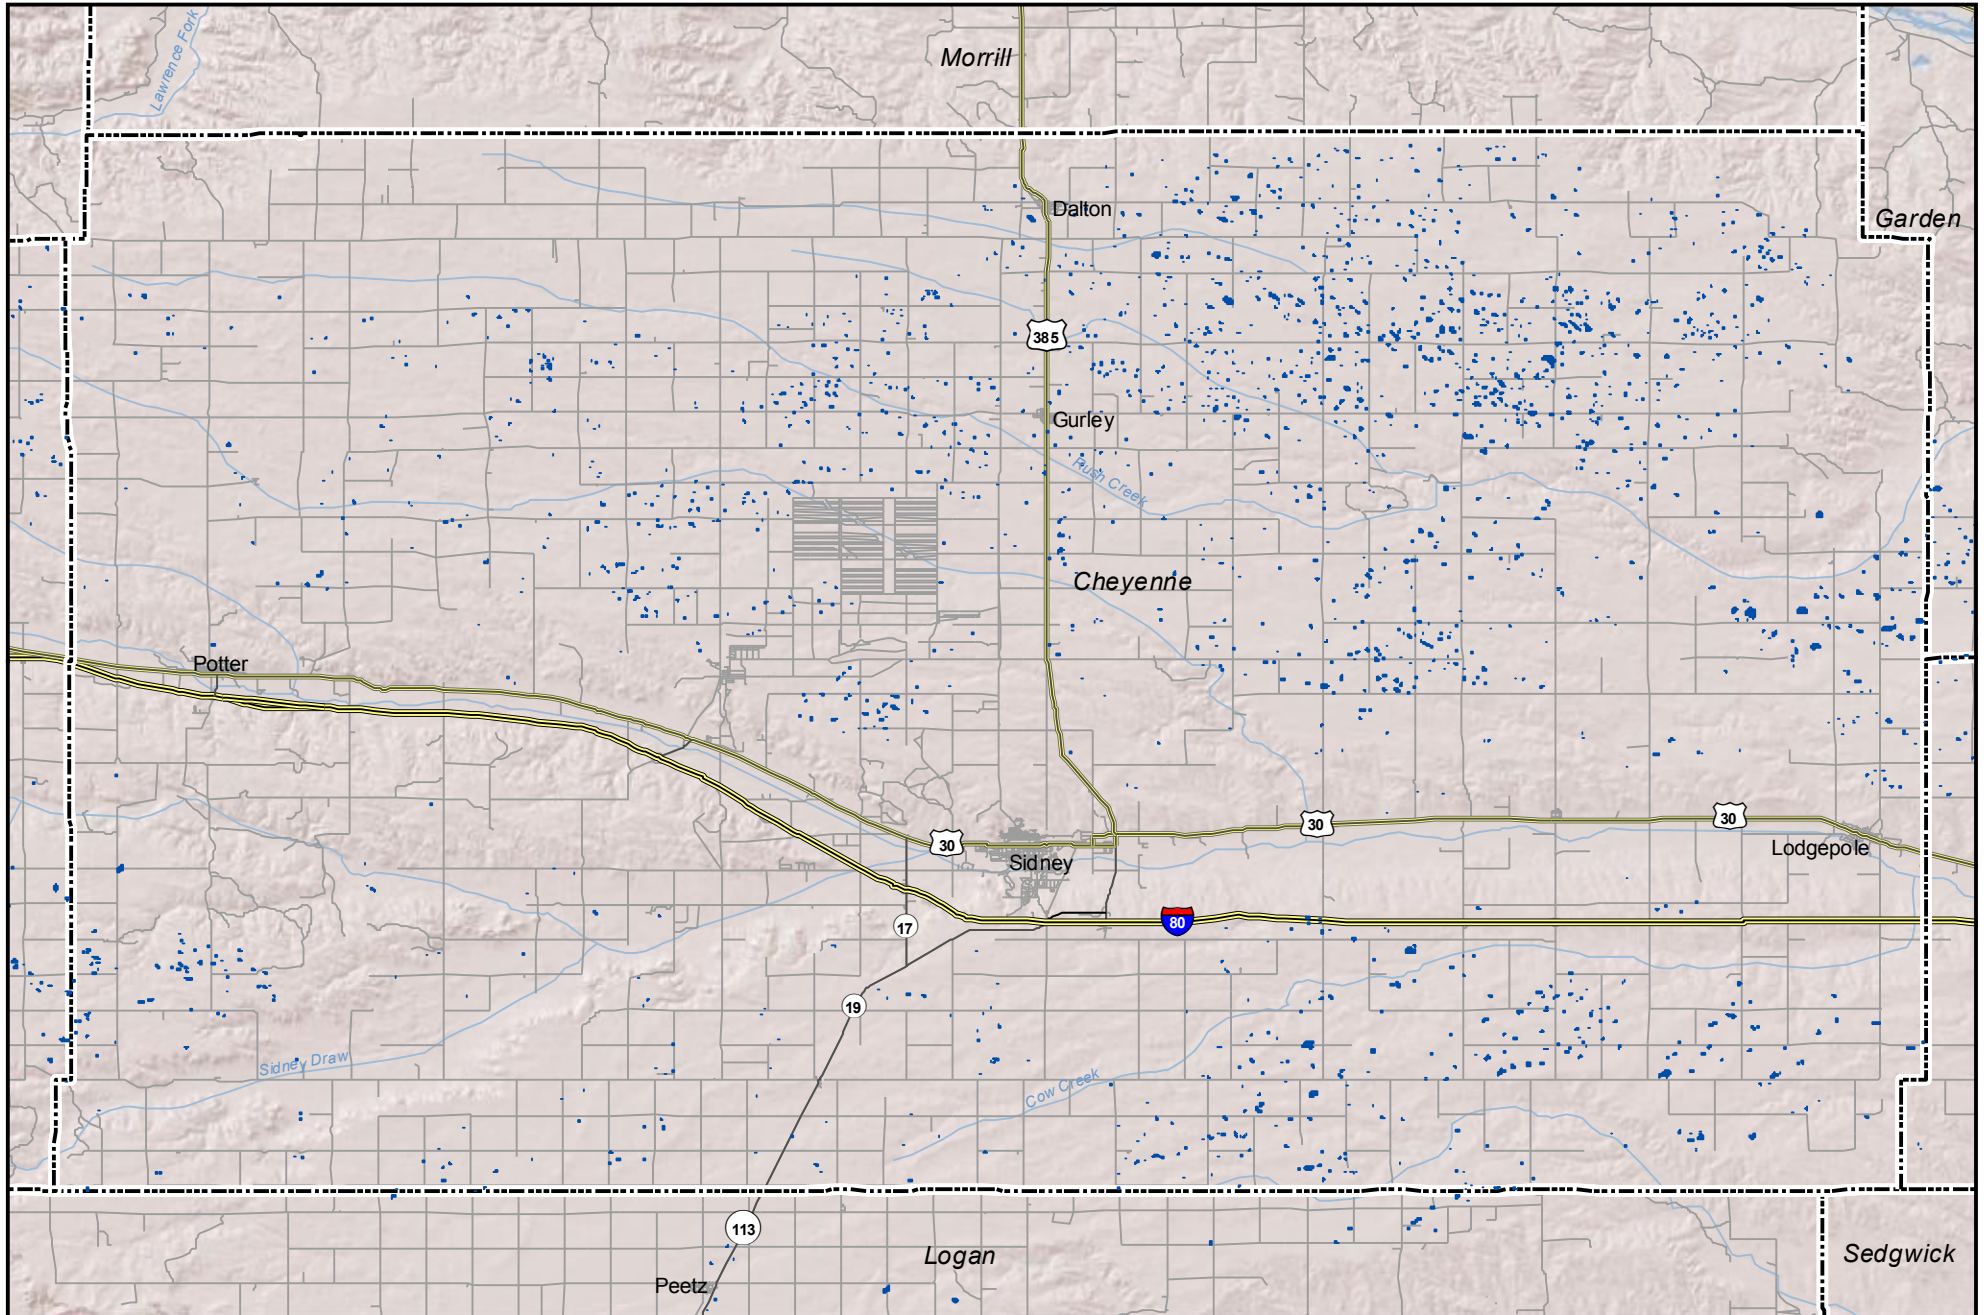 Lawrence Fork
Morrill
Dalton
Garden
385
Gurley
Rush Creek
Cheyenne
Potter
30
30
30
Sidney
Lodgepole
17
80
19
Sidney Draw
Cow Creek
113
Logan
Sedgwick
Peetz